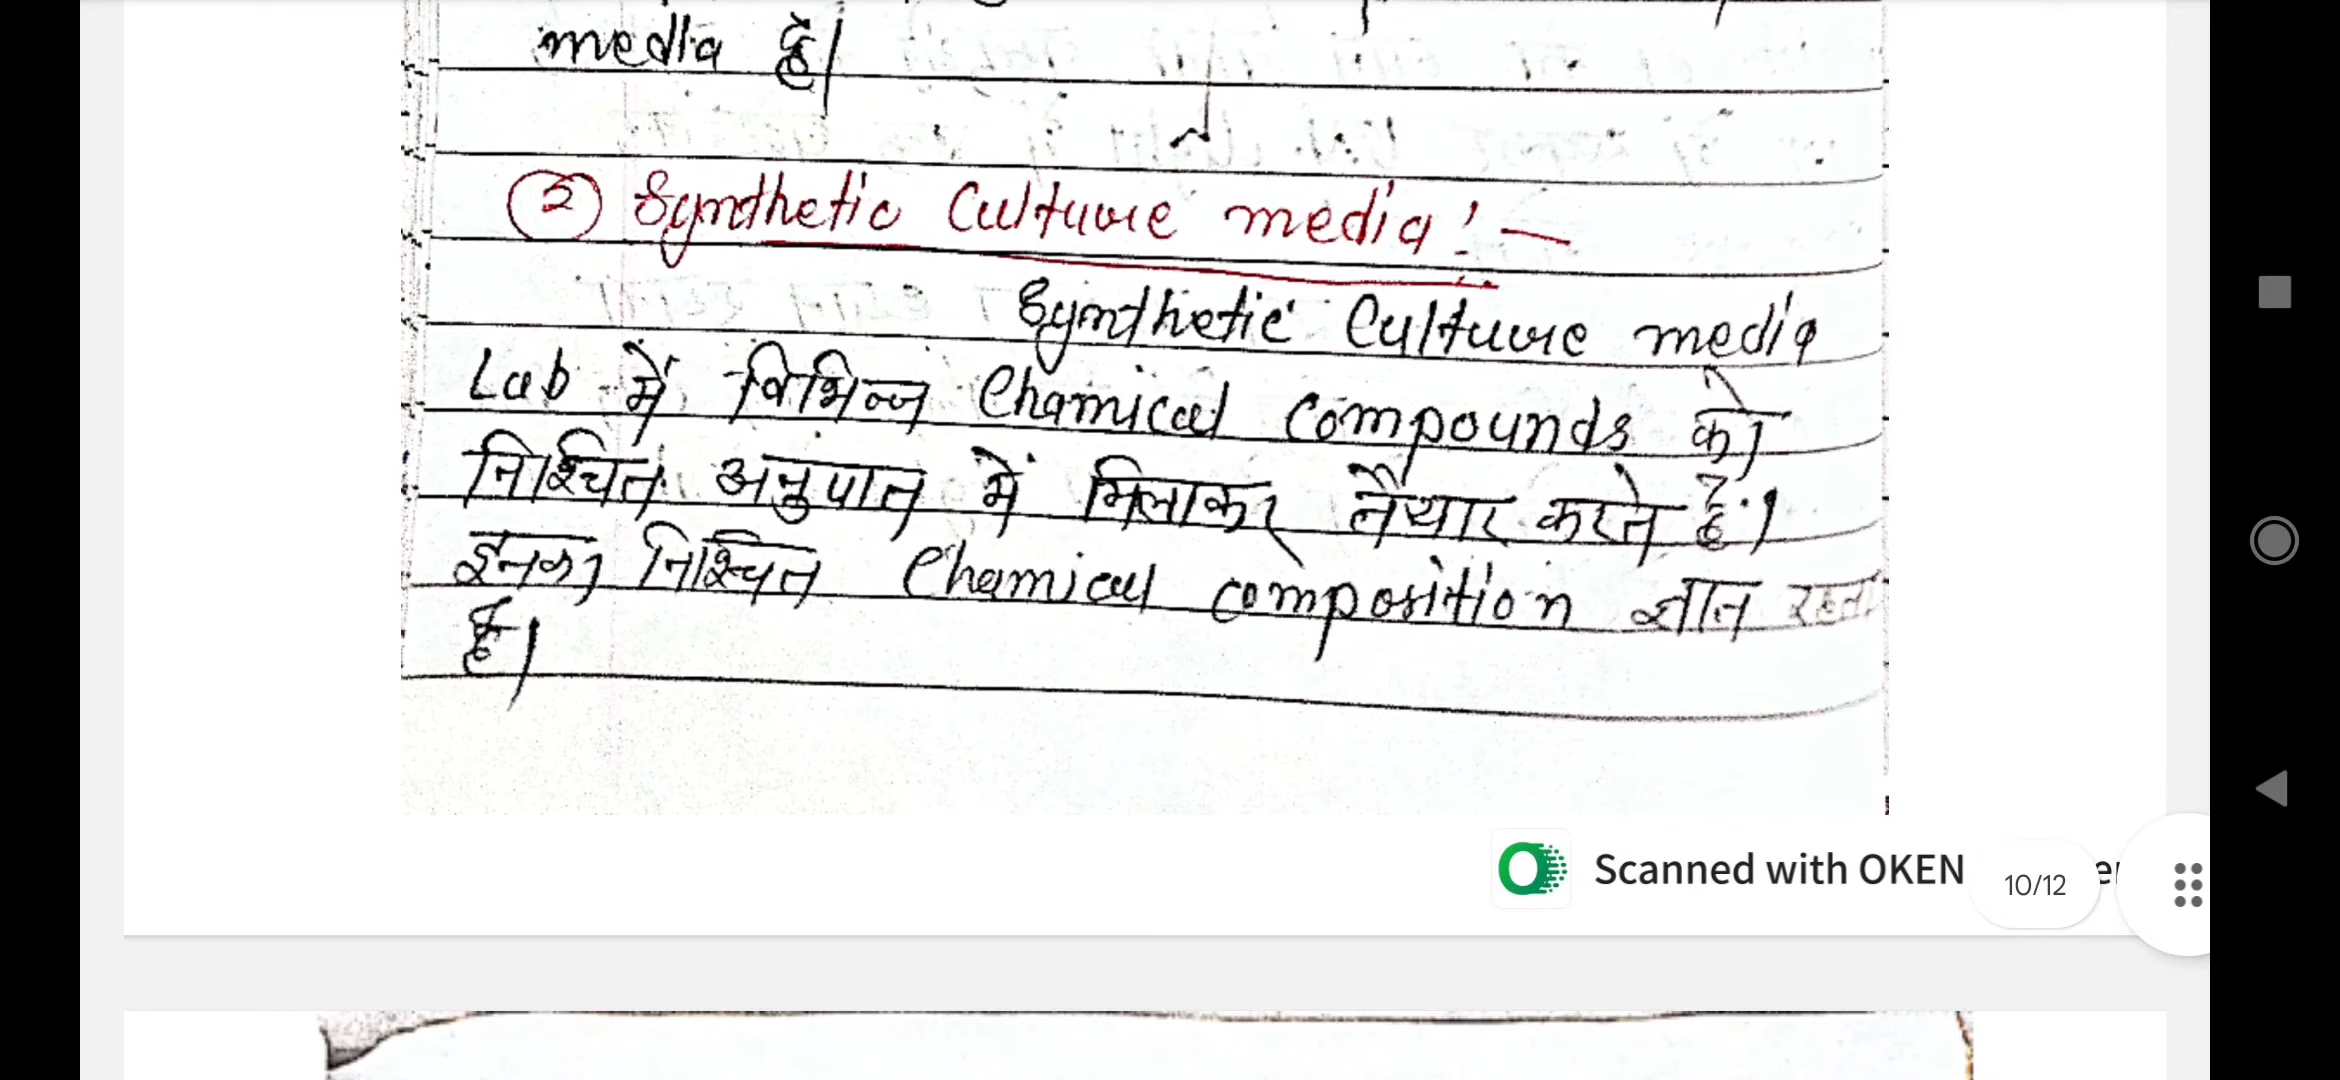 media है।
② Synthetic Culture media :—
Synthetic Culture media
Lab में विभिन्न Chamical compounds को
निश्चित अनुपात में मिलाकर तैयार करते है।
इनका निश्चित Chemical composition ज्ञात रहता
है।
Scanned with OKEN
10/12